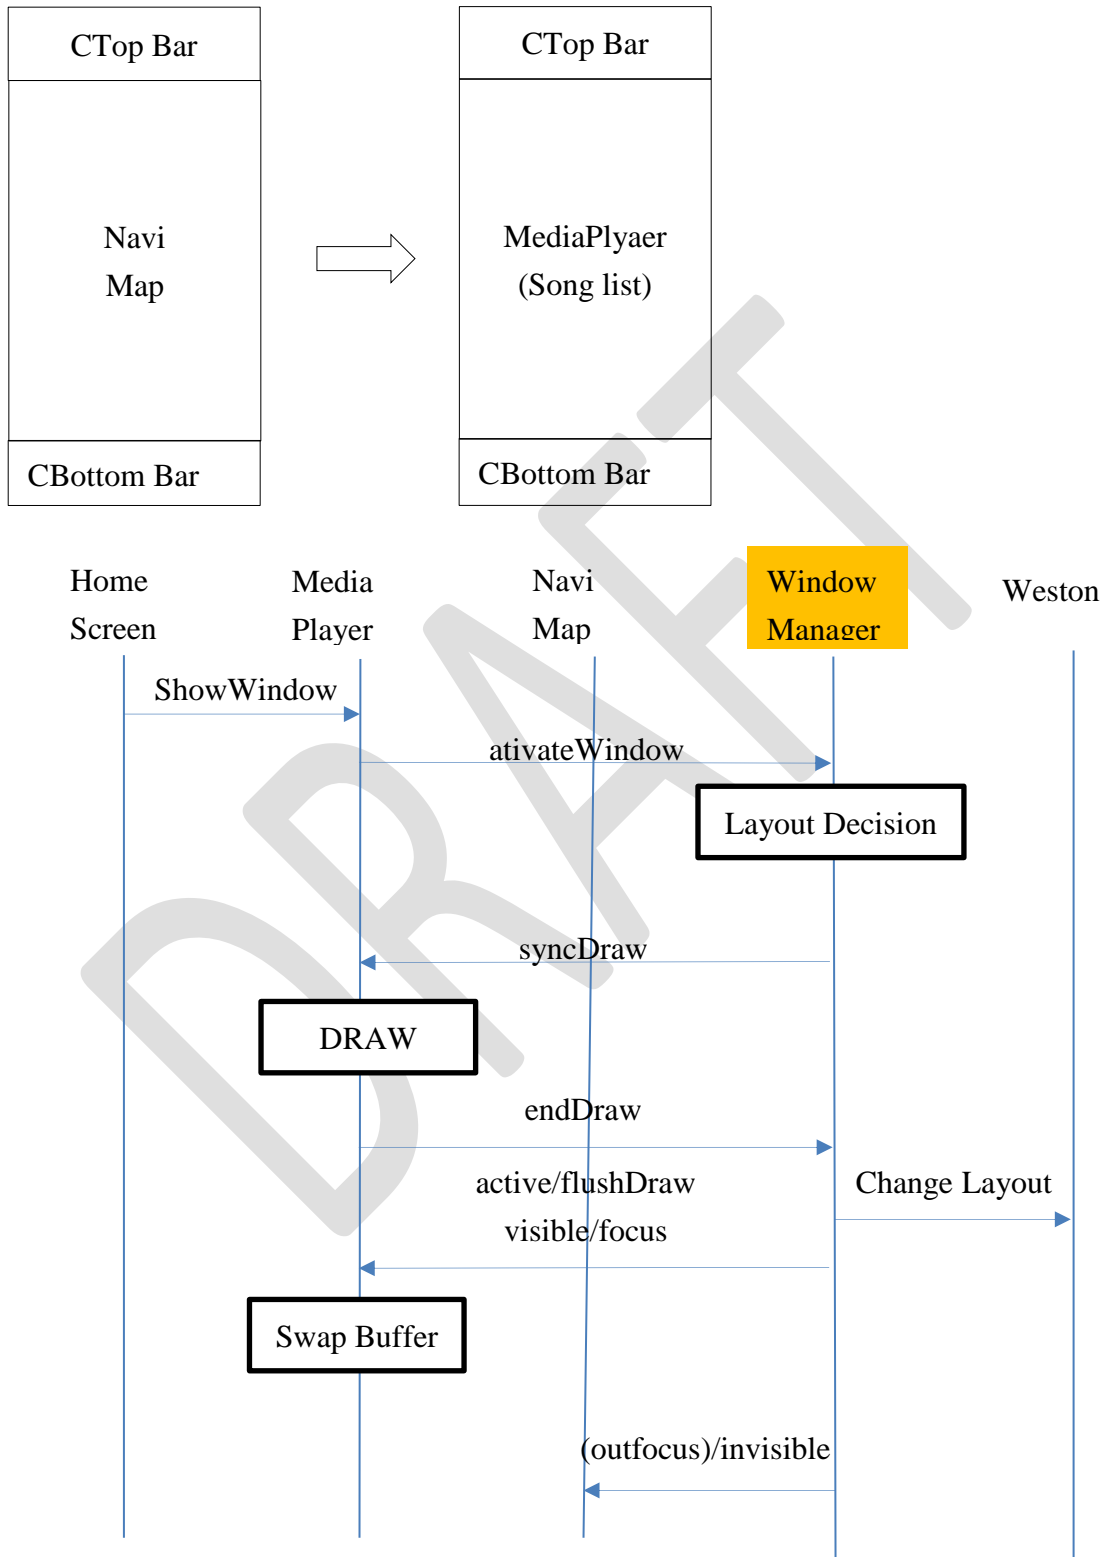 CTop Bar
CTop Bar
Navi
Map
MediaPlyaer
(Song list)
CBottom Bar
CBottom Bar
Home
Screen
Media
Player
Navi
Map
Window
Manager
Weston
ShowWindow
ativateWindow
Layout Decision
syncDraw
DRAW
endDraw
active/flushDraw
visible/focus
Change Layout
Swap Buffer
(outfocus)/invisible
DRAFT